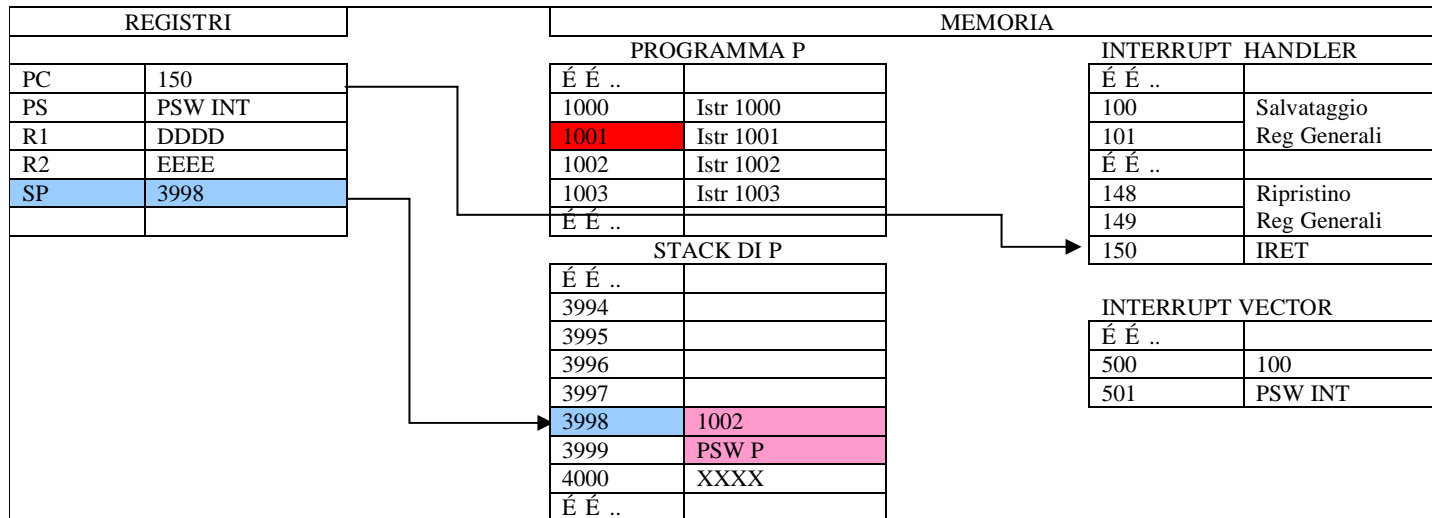 REGISTRI
MEMORIA
PROGRAMMA P
INTERRUPT HANDLER
PC 150
PS PSW INT
R1 DDDD
R2 EEEE
SP 3998
É É ..
1000 Istr 1000
1001 Istr 1001
1002 Istr 1002
1003 Istr 1003
É É ..
É É ..
100 Salvataggio
101 Reg Generali
É É ..
148 Ripristino
149 Reg Generali
150 IRET
STACK DI P
É É ..
3994
3995
3996
3997
3998 1002
3999 PSW P
4000 XXXX
É É ..
INTERRUPT VECTOR
É É ..
500 100
501 PSW INT